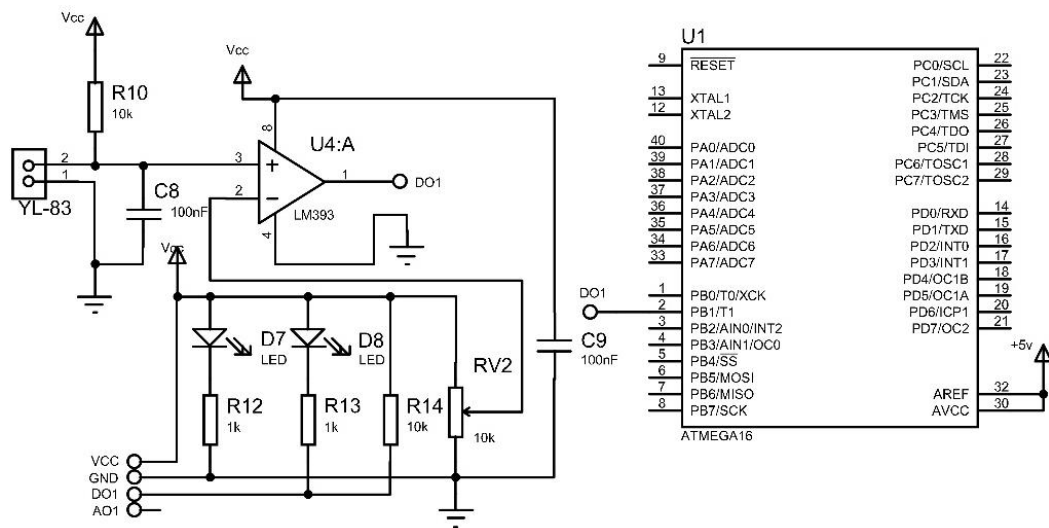 Vcc
R10
10k
2
1
YL-83
C8
100nF
Vcc
8
U4:A
3
2
1
DO1
LM393
4
Vcc
D7
LED
D8
LED
R12
1k
R13
1k
R14
10k
RV2
10k
C9
100nF
VCC
GND
DO1
AO1
DO1
U1
9 RESET
13 XTAL1
12 XTAL2
40 PA0/ADC0
39 PA1/ADC1
38 PA2/ADC2
37 PA3/ADC3
36 PA4/ADC4
35 PA5/ADC5
34 PA6/ADC6
33 PA7/ADC7
1 PB0/T0/XCK
2 PB1/T1
3 PB2/AIN0/INT2
4 PB3/AIN1/OC0
5 PB4/SS
6 PB5/MOSI
7 PB6/MISO
8 PB7/SCK
PC0/SCL 22
PC1/SDA 23
PC2/TCK 24
PC3/TMS 25
PC4/TDO 26
PC5/TDI 27
PC6/TOSC1 28
PC7/TOSC2 29
PD0/RXD 14
PD1/TXD 15
PD2/INT0 16
PD3/INT1 17
PD4/OC1B 18
PD5/OC1A 19
PD6/ICP1 20
PD7/OC2 21
+5v
AREF 32
AVCC 30
ATMEGA16